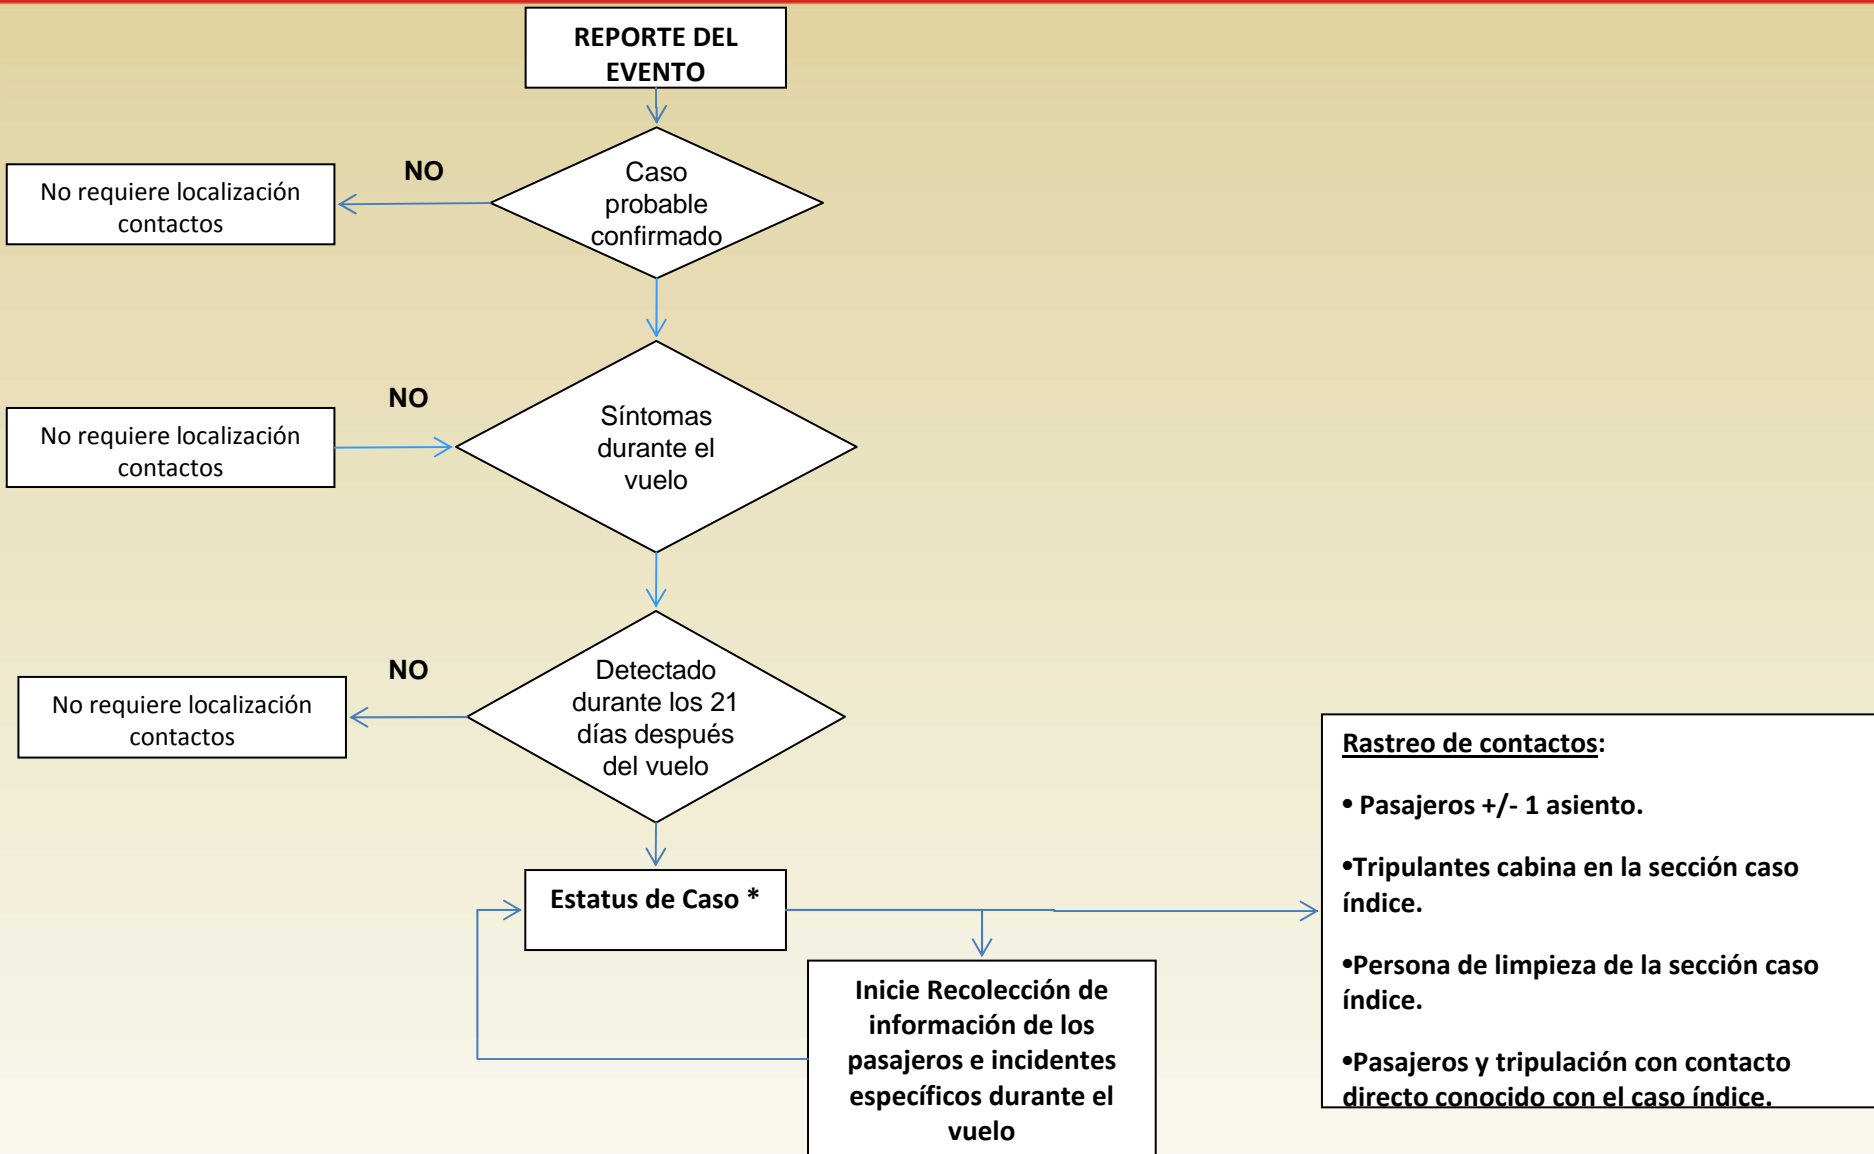 REPORTE DEL
EVENTO
NO
Caso
probable
confirmado
No requiere localización
contactos
NO
Síntomas
durante el
vuelo
No requiere localización
contactos
NO
Detectado
durante los 21
días después
del vuelo
No requiere localización
contactos
Estatus de Caso *
Inicie Recolección de
información de los
pasajeros e incidentes
específicos durante el
vuelo
Rastreo de contactos:
• Pasajeros +/- 1 asiento.
•Tripulantes cabina en la sección caso
índice.
•Persona de limpieza de la sección caso
índice.
•Pasajeros y tripulación con contacto
directo conocido con el caso índice.